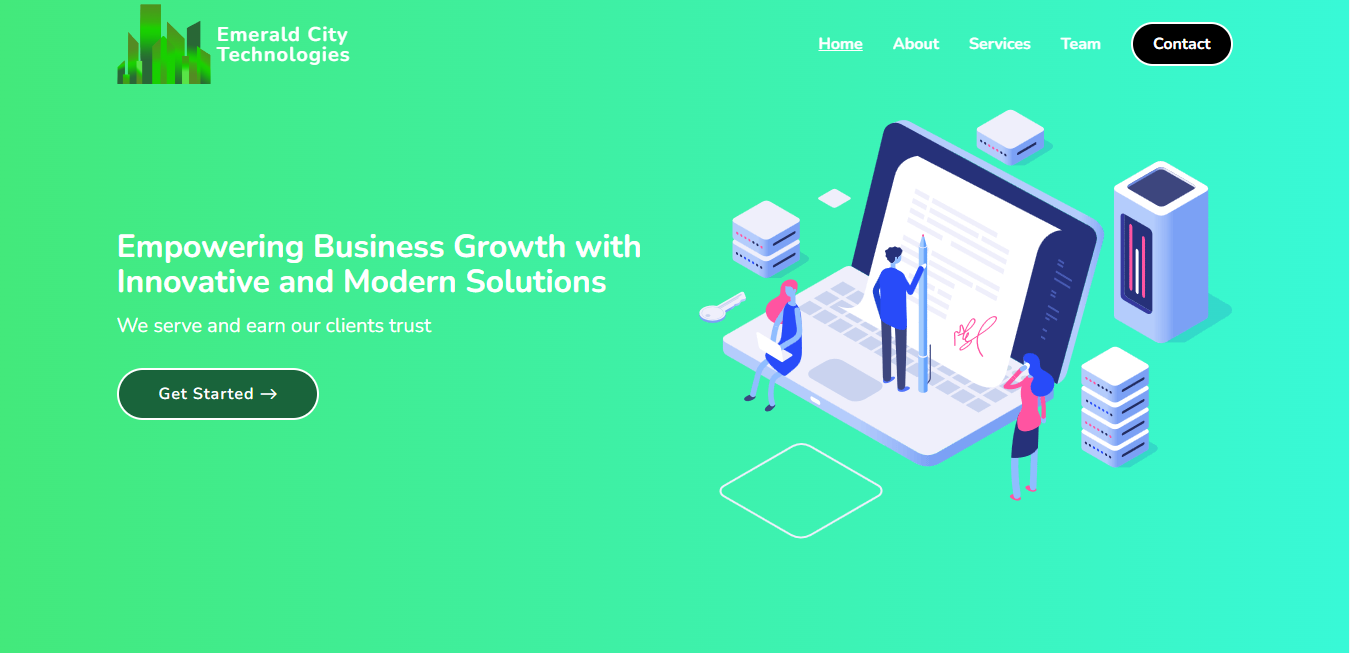 Emerald City
Technologies
Home About Services Team Contact
Empowering Business Growth with
Innovative and Modern Solutions
We serve and earn our clients trust
Get Started →